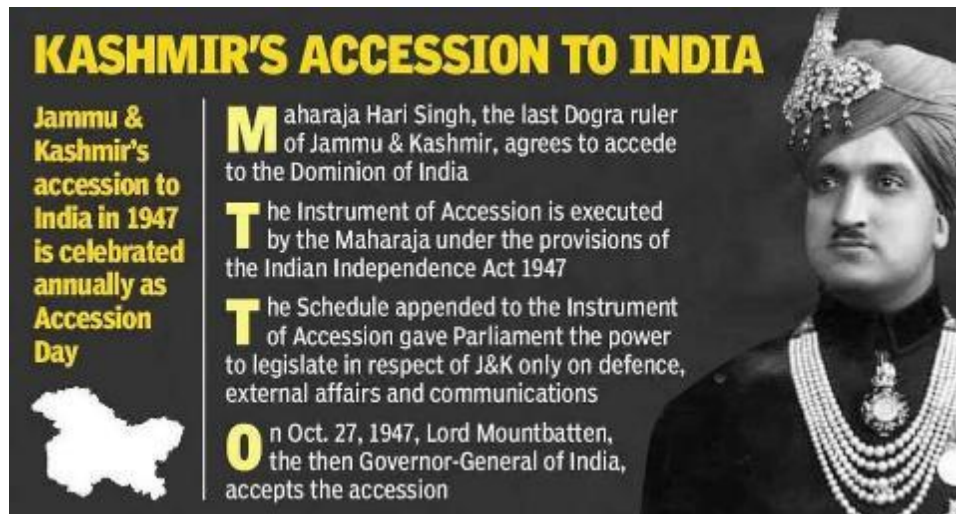 KASHMIR'S ACCESSION TO INDIA
Jammu &
Kashmir's
accession to
India in 1947
is celebrated
annually as
Accession
Day
Maharaja Hari Singh, the last Dogra ruler
of Jammu & Kashmir, agrees to accede
to the Dominion of India
The Instrument of Accession is executed
by the Maharaja under the provisions of
the Indian Independence Act 1947
The Schedule appended to the Instrument
of Accession gave Parliament the power
to legislate in respect of J&K only on defence,
external affairs and communications
On Oct. 27, 1947, Lord Mountbatten,
the then Governor-General of India,
accepts the accession